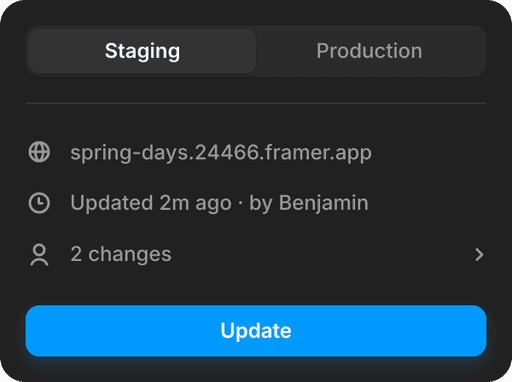 Staging
Production
spring-days.24466.framer.app
Updated 2m ago · by Benjamin
2 changes
Update